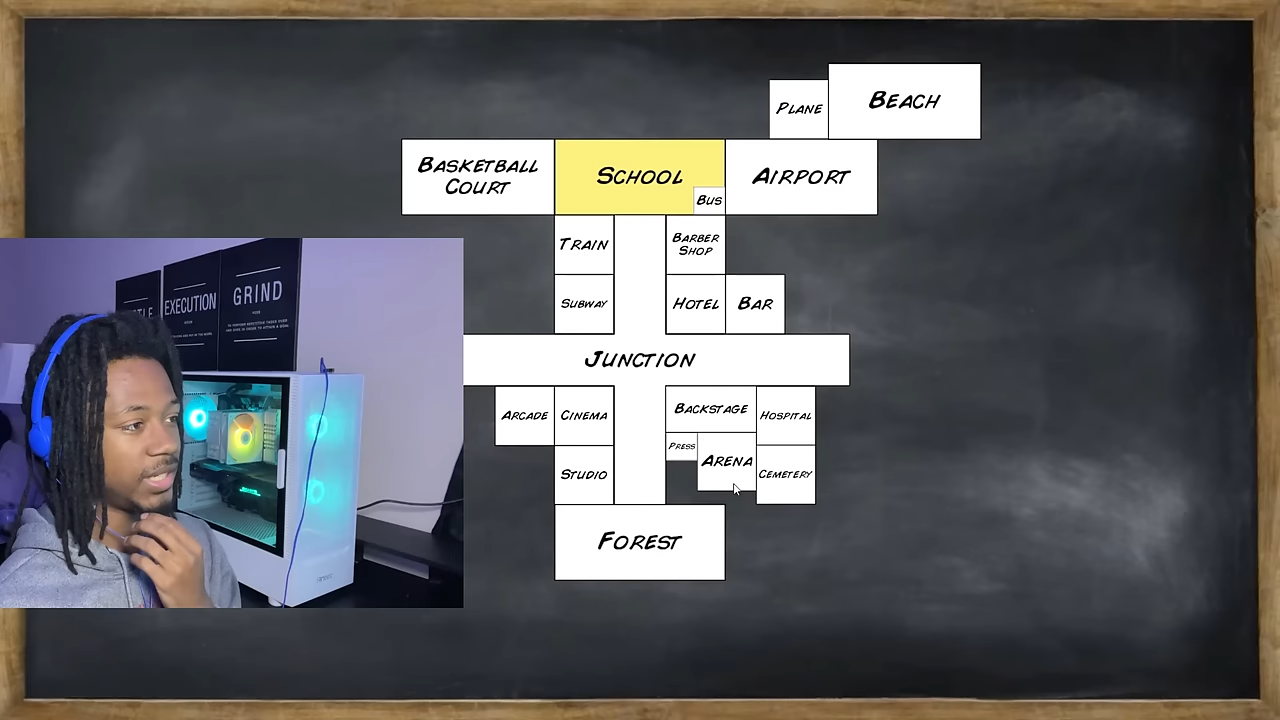 PLANE
BEACH
BASKETBALL
COURT
SCHOOL
BUS
AIRPORT
TRAIN
BARBER
SHOP
SUBWAY
HOTEL
BAR
JUNCTION
ARCADE
CINEMA
BACKSTAGE
HOSPITAL
PRESS
ARENA
STUDIO
CEMETERY
FOREST
EXECUTION
GRIND